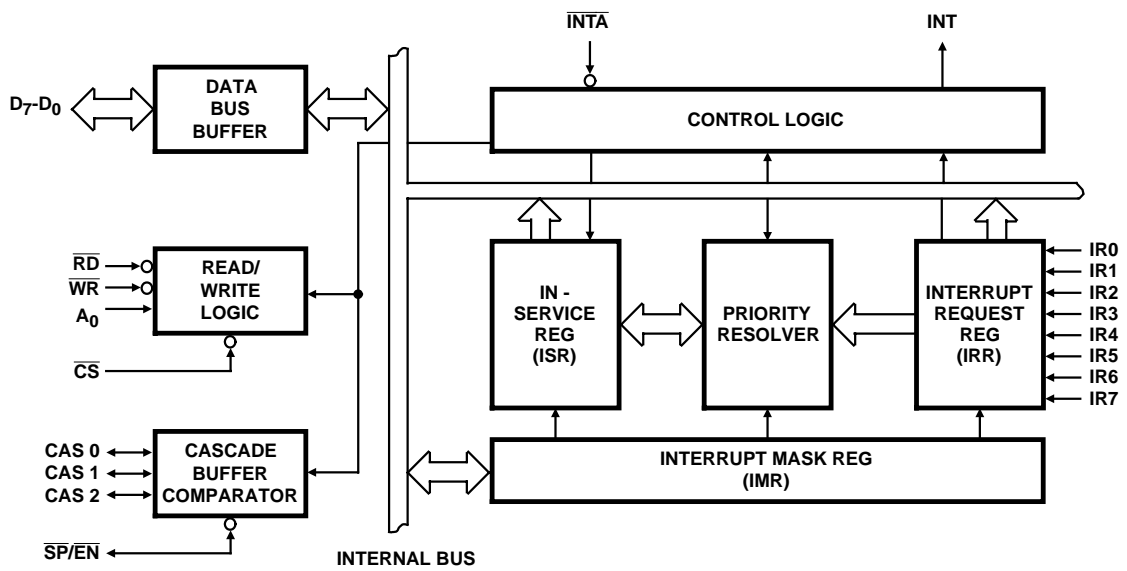 INTA
INT
D7-D0
DATA
BUS
BUFFER
CONTROL LOGIC
RD
WR
A0
CS
READ/
WRITE
LOGIC
IN -
SERVICE
REG
(ISR)
PRIORITY
RESOLVER
INTERRUPT
REQUEST
REG
(IRR)
IR0
IR1
IR2
IR3
IR4
IR5
IR6
IR7
CAS 0
CAS 1
CAS 2
CASCADE
BUFFER
COMPARATOR
INTERRUPT MASK REG
(IMR)
SP/EN
INTERNAL BUS